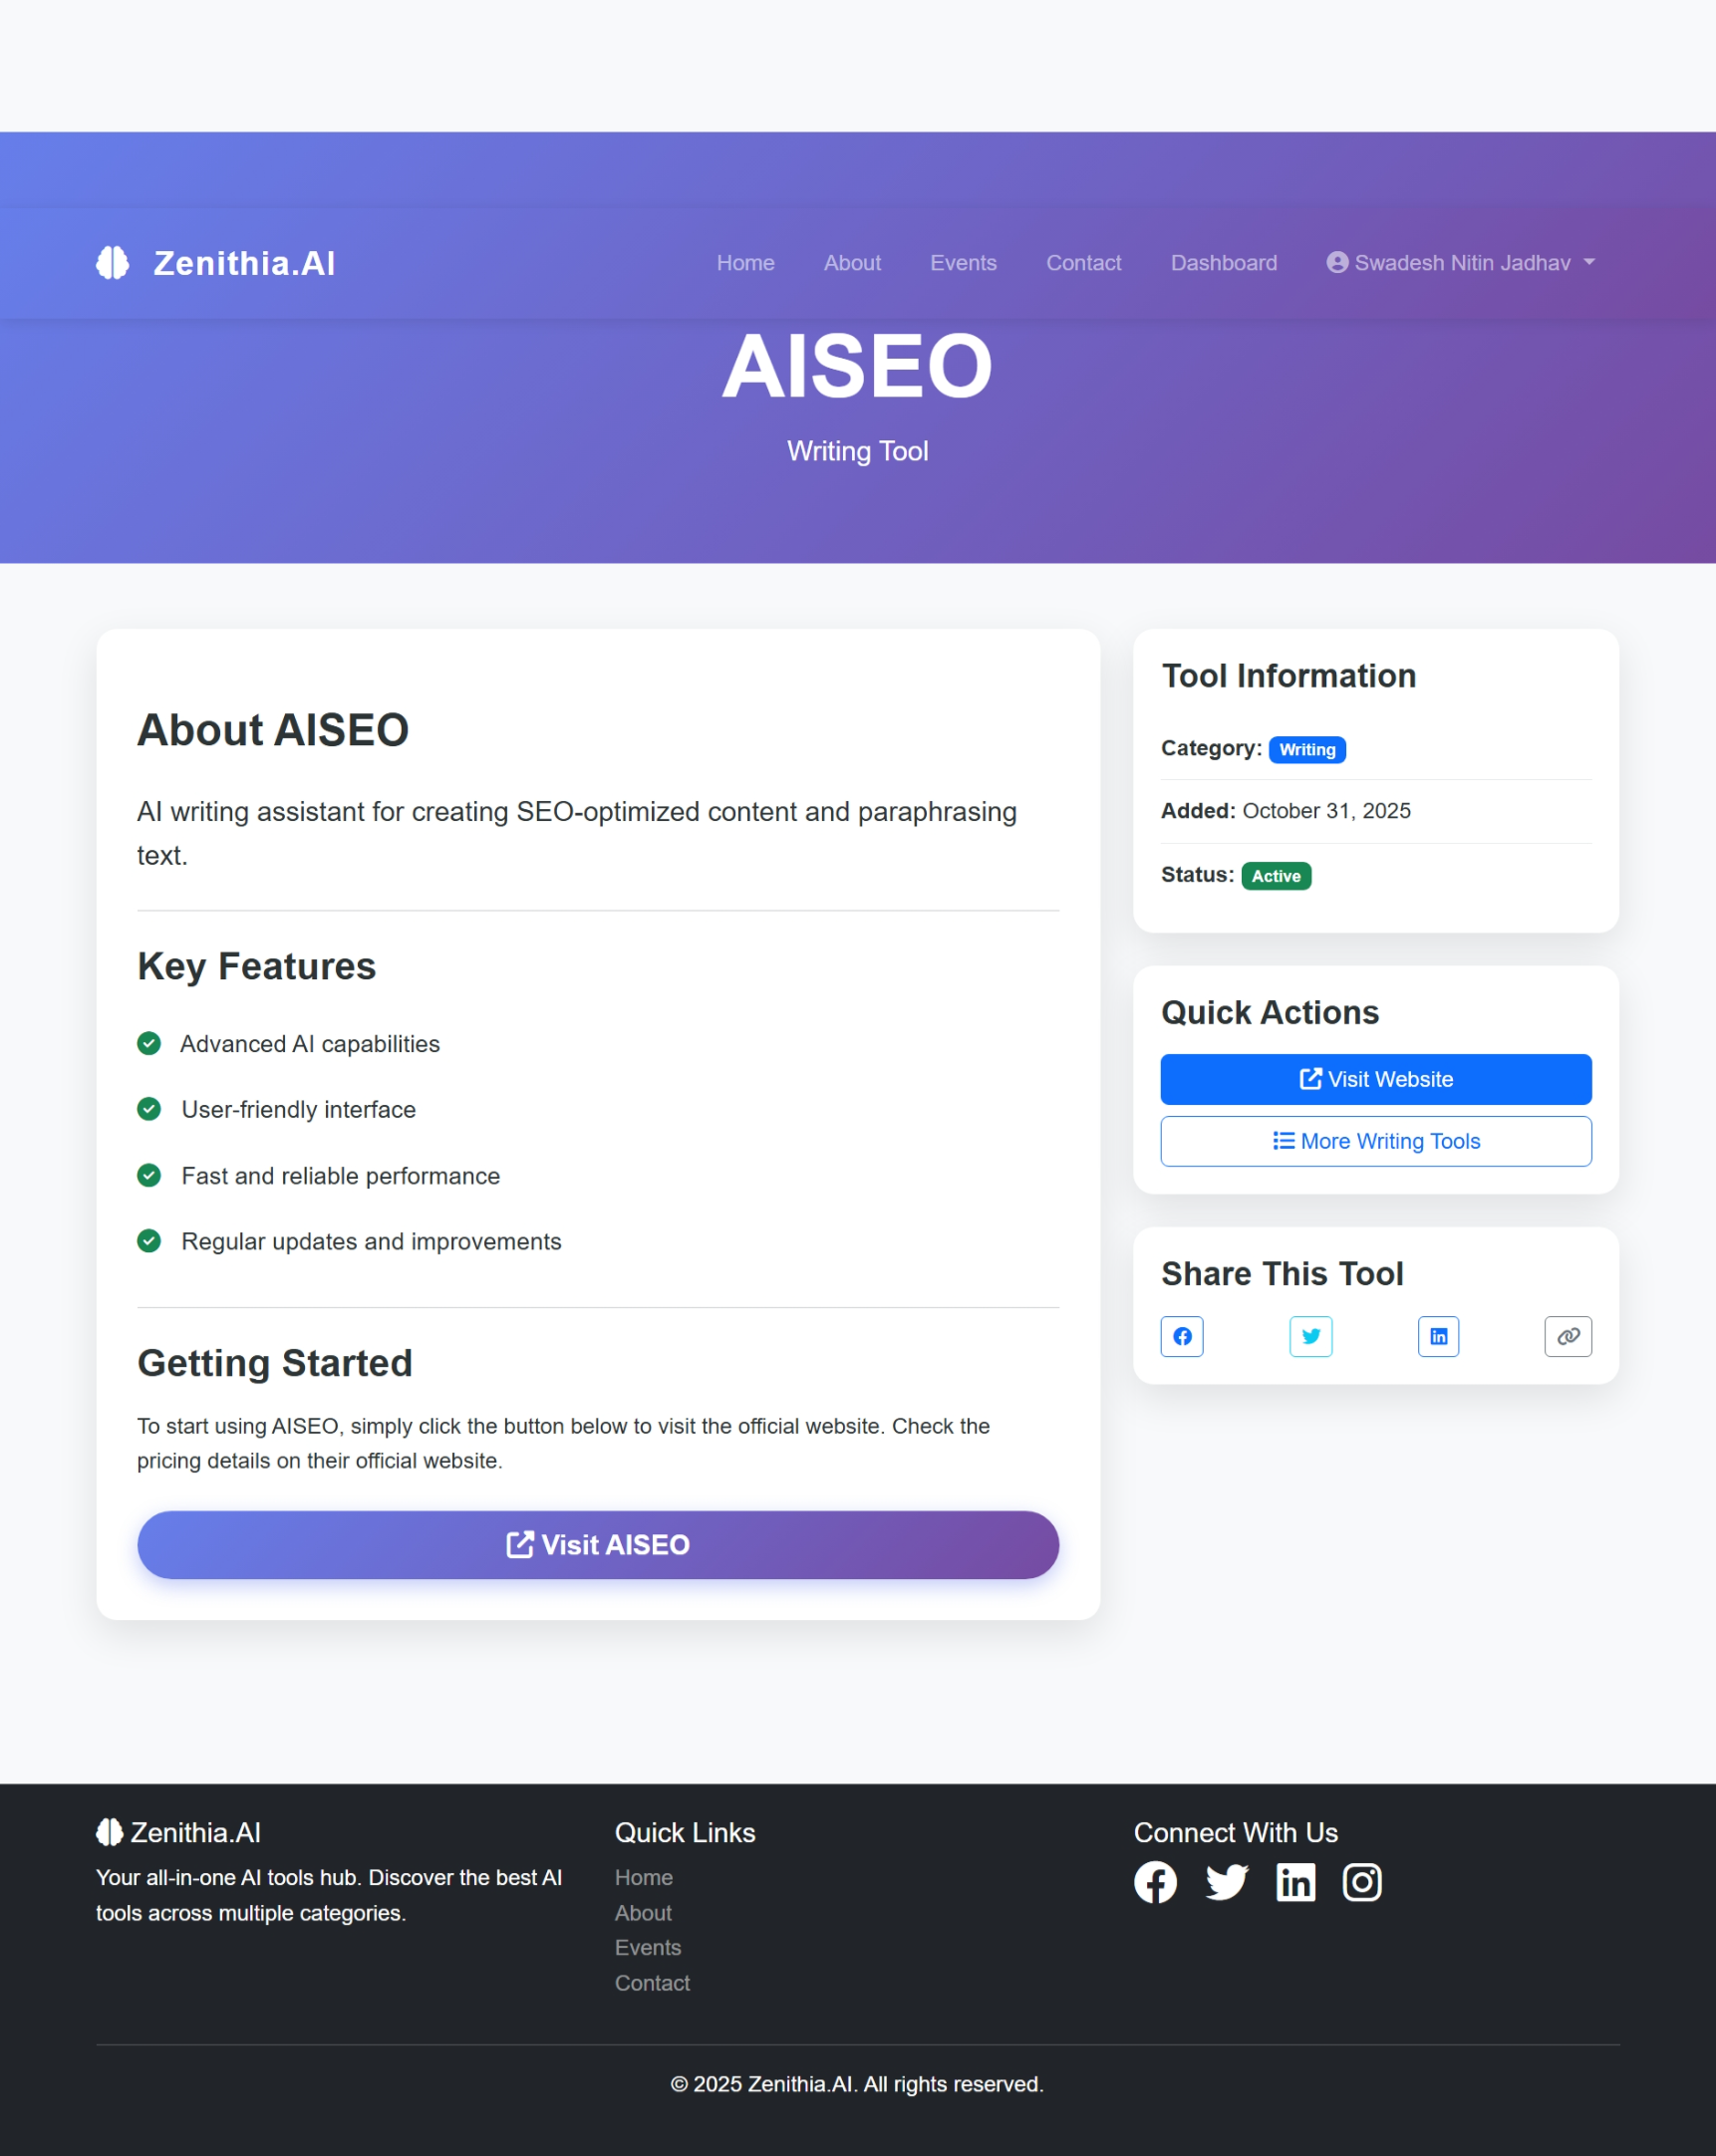 Zenithia.AI
Home
About
Events
Contact
Dashboard
Swadesh Nitin Jadhav
AISEO
Writing Tool
About AISEO
AI writing assistant for creating SEO-optimized content and paraphrasing
text.
Key Features
Advanced AI capabilities
User-friendly interface
Fast and reliable performance
Regular updates and improvements
Getting Started
To start using AISEO, simply click the button below to visit the official website. Check the
pricing details on their official website.
Visit AISEO
Tool Information
Category: Writing
Added: October 31, 2025
Status: Active
Quick Actions
Visit Website
More Writing Tools
Share This Tool
Zenithia.AI
Your all-in-one AI tools hub. Discover the best AI
tools across multiple categories.
Quick Links
Home
About
Events
Contact
Connect With Us
© 2025 Zenithia.AI. All rights reserved.